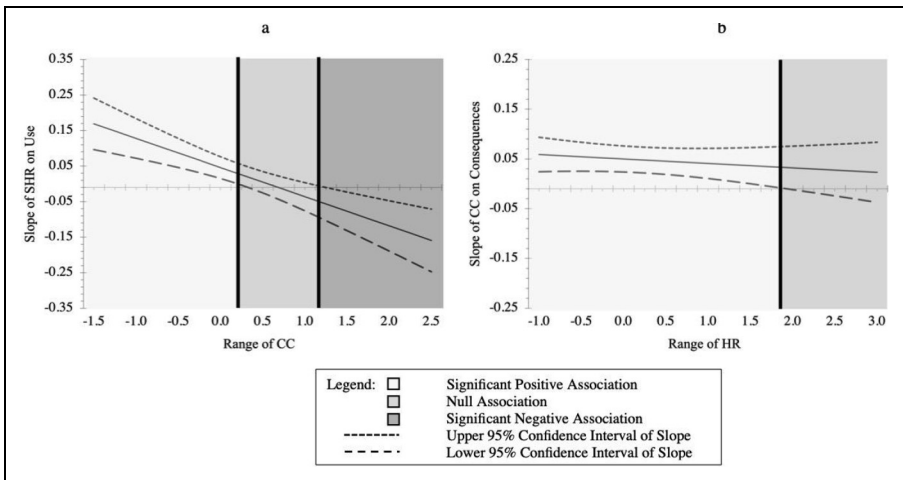 a
0.35
0.25
0.15
0.05
-0.05
-0.15
-0.25
-0.35
Slope of SHR on Use
-1.5 -1.0 -0.5 0.0 0.5 1.0 1.5 2.0 2.5
Range of CC
b
0.25
0.15
0.05
-0.05
-0.15
-0.25
Slope of CC on Consequences
-1.0 -0.5 0.0 0.5 1.0 1.5 2.0 2.5 3.0
Range of HR
Legend:
Significant Positive Association
Null Association
Significant Negative Association
Upper 95% Confidence Interval of Slope
Lower 95% Confidence Interval of Slope